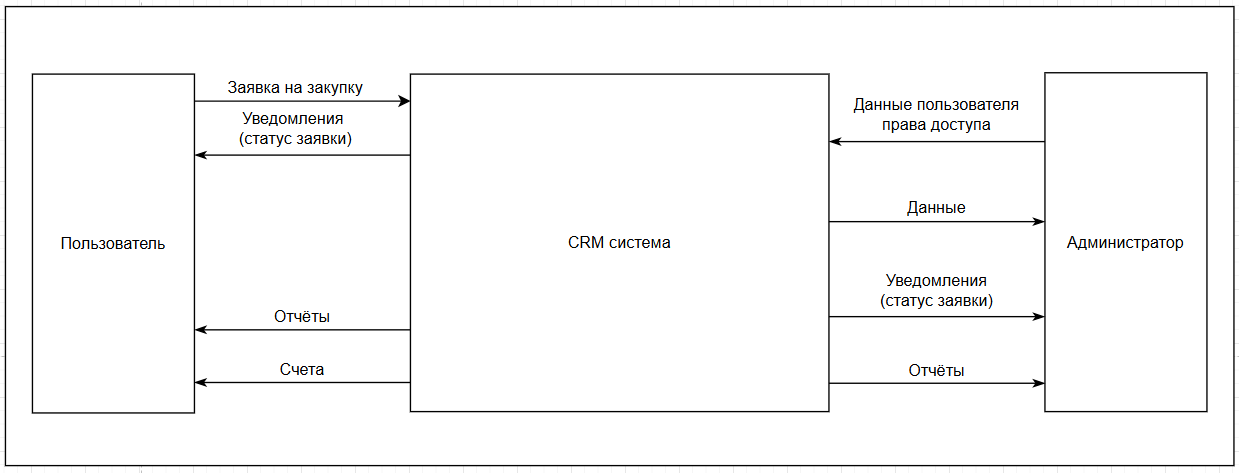 Заявка на закупку
Уведомления
(статус заявки)
Данные пользователя
права доступа
Данные
Пользователь
CRM система
Администратор
Уведомления
(статус заявки)
Отчёты
Счета
Отчёты